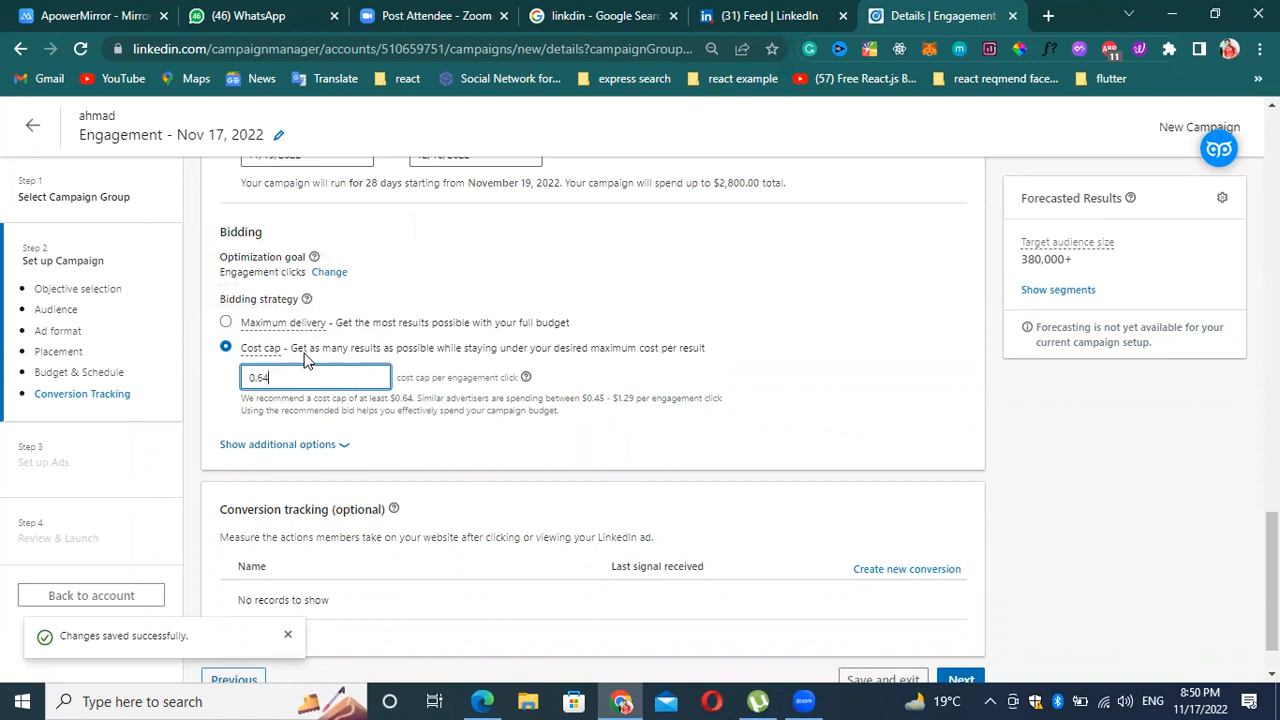 ApowerMirror - Mirror
(46) WhatsApp
Post Attendee - Zoom
linkdin - Google Sear
(31) Feed | LinkedIn
Details | Engagement
linkedin.com/campaignmanager/accounts/510659751/campaigns/new/details?campaignGroup...
11
Gmail
YouTube
Maps
News
Translate
react
Social Network for...
express search
react example
(57) Free React.js B...
react reqmend face...
flutter
ahmad
Engagement - Nov 17, 2022
New Campaign
Step 1
Select Campaign Group
Step 2
Set up Campaign
Objective selection
Audience
Ad format
Placement
Budget & Schedule
Conversion Tracking
Step 3
Set up Ads
Step 4
Review & Launch
Back to account
Changes saved successfully.
Your campaign will run for 28 days starting from November 19, 2022. Your campaign will spend up to $2,800.00 total.
Bidding
Optimization goal
Engagement clicks Change
Bidding strategy
Maximum delivery - Get the most results possible with your full budget
Cost cap - Get as many results as possible while staying under your desired maximum cost per result
0.64 cost cap per engagement click
We recommend a cost cap of at least $0.64. Similar advertisers are spending between $0.45 - $1.29 per engagement click
Using the recommended bid helps you effectively spend your campaign budget.
Show additional options
Conversion tracking (optional)
Measure the actions members take on your website after clicking or viewing your LinkedIn ad.
Name Last signal received Create new conversion
No records to show
Previous Save and exit Next
Forecasted Results
Target audience size
380,000+
Show segments
Forecasting is not yet available for your current campaign setup.
Type here to search
19°C
ENG
8:50 PM
11/17/2022